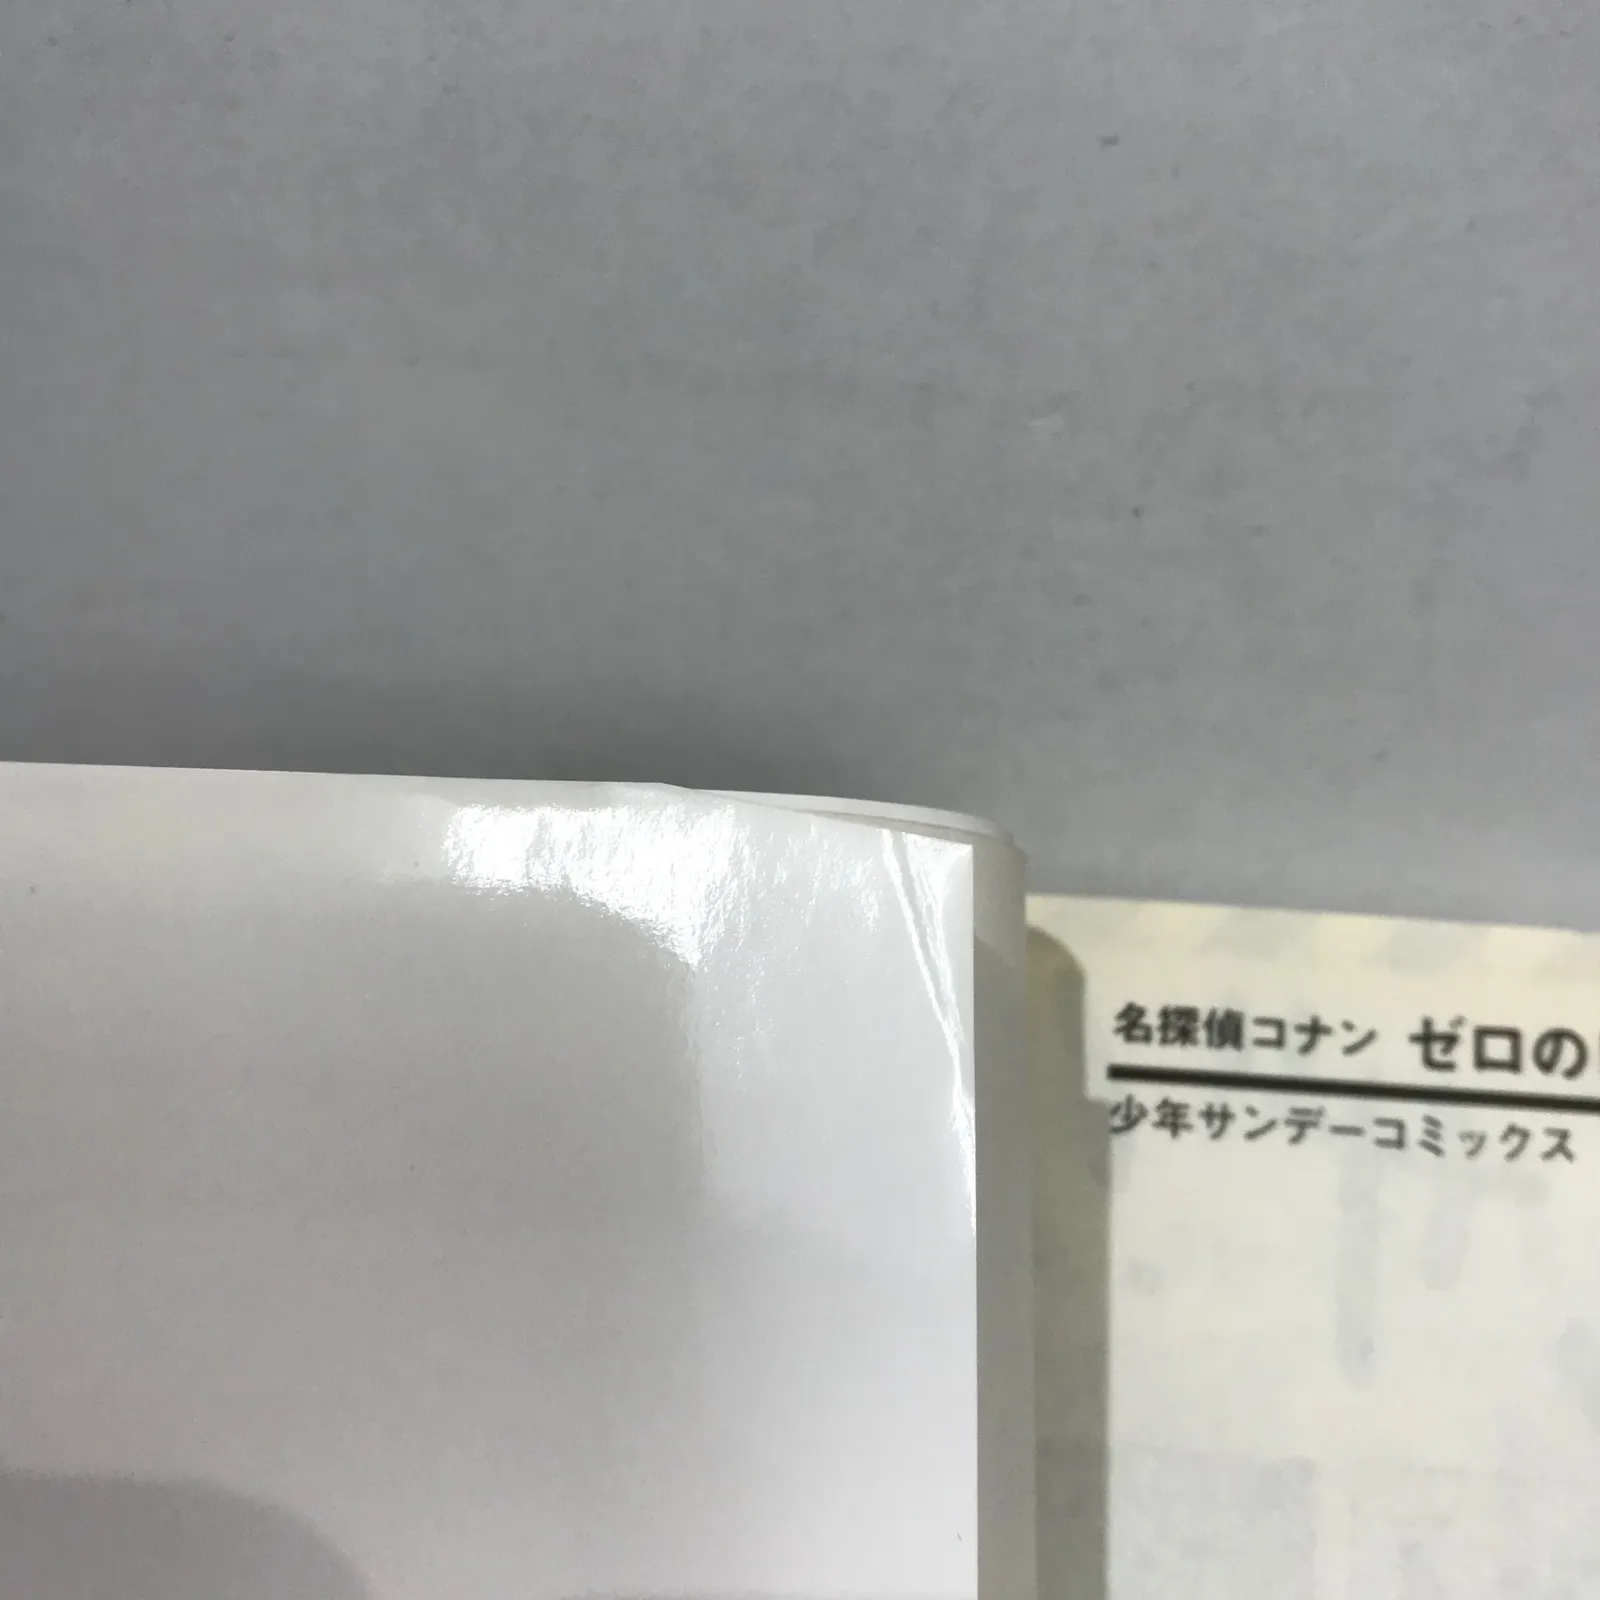 名探偵コナン ゼロの
少年サンデーコミックス